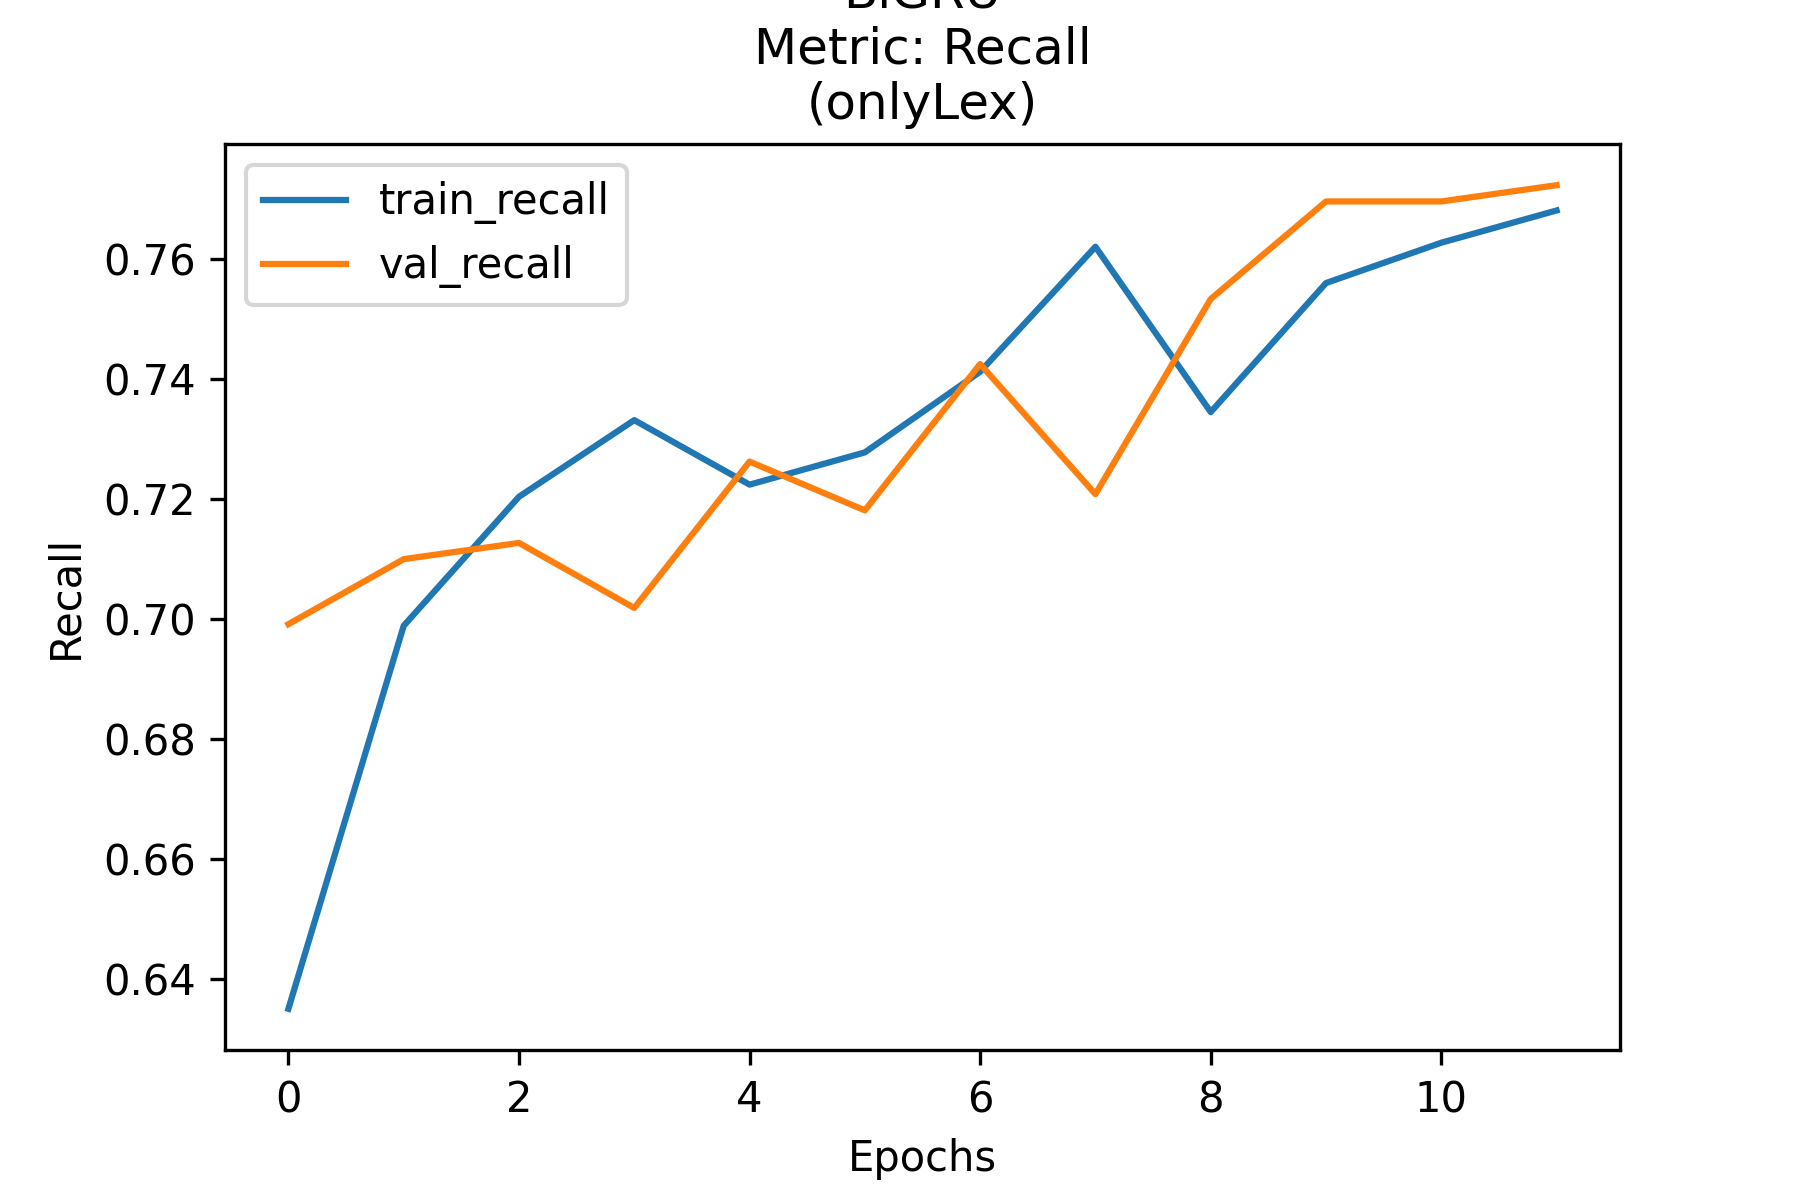 BiGRU
Metric: Recall
(onlyLex)
train_recall
val_recall
Recall
0.76
0.74
0.72
0.70
0.68
0.66
0.64
0 2 4 6 8 10
Epochs